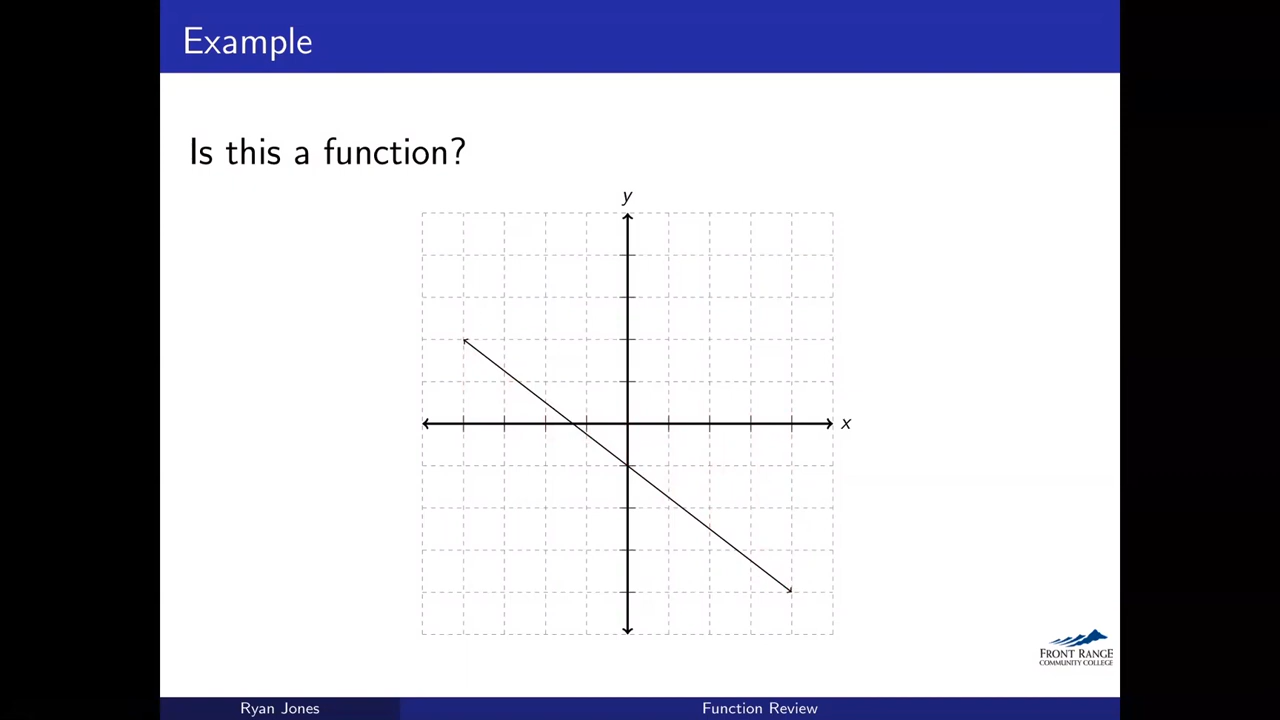 Example
Is this a function?
y
x
FRONT RANGE
COMMUNITY COLLEGE
Ryan Jones
Function Review